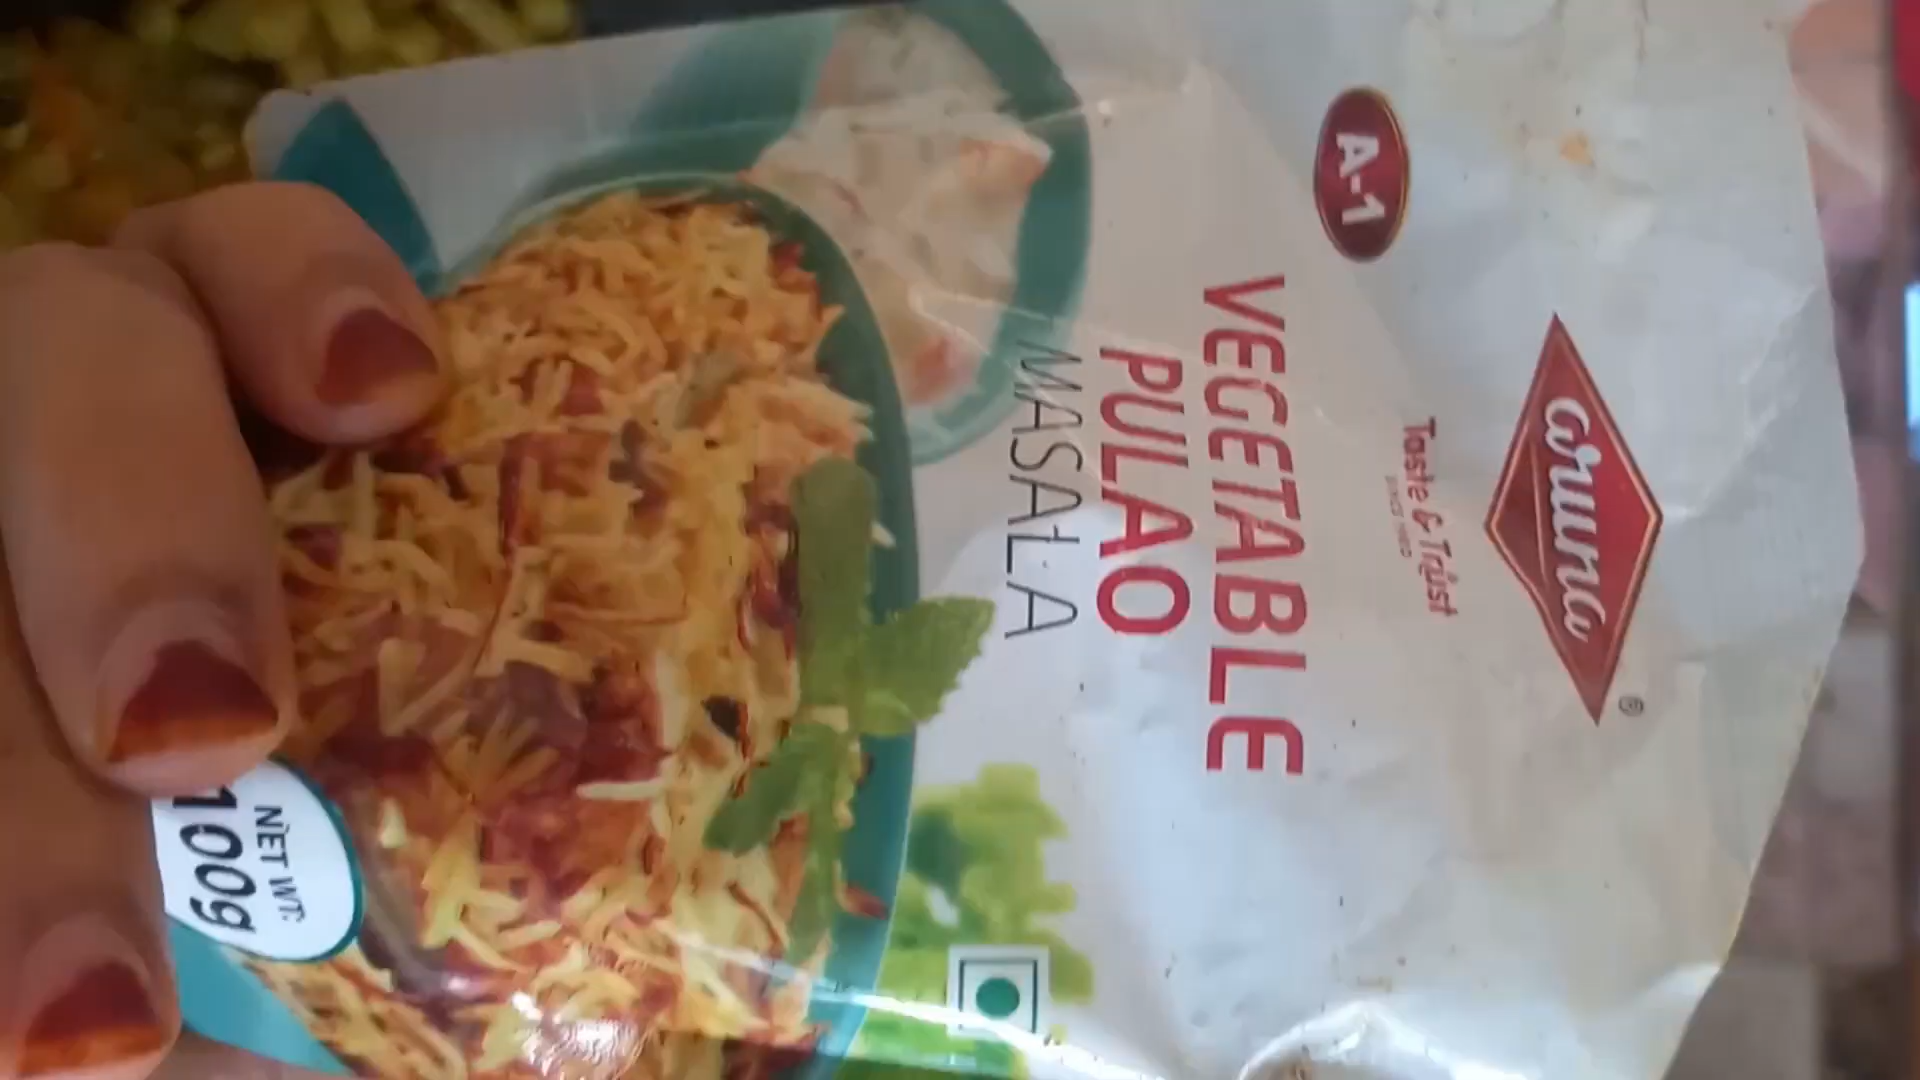 aruna
®
Taste & Trust
A-1
VEGETABLE
PULAO
MASALA
NET WT.
100g